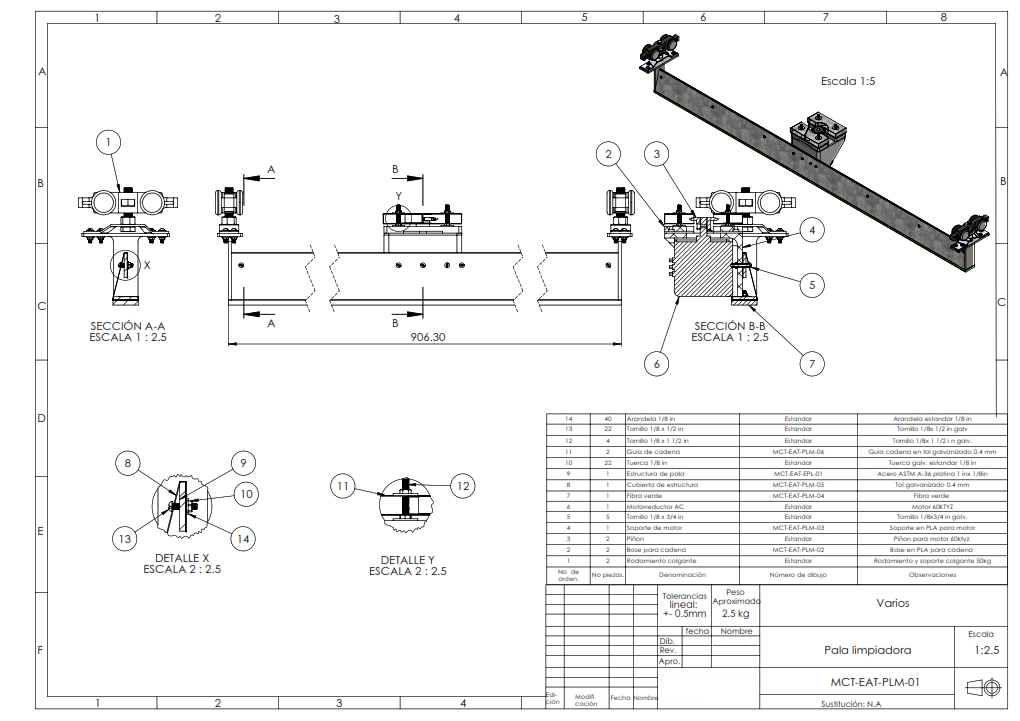 1 2 3 4 5 6 7 8
A A
Escala 1:5
1
2 3
A B
B B
Y
4
X
5
C C
A B
SECCIÓN A-A
ESCALA 1 : 2.5
SECCIÓN B-B
ESCALA 1 : 2.5
906.30
6 7
D
14 40 Arandela 1/8 in Estandar Arandela estandar 1/8 in
13 22 Tornillo 1/8 x 1/2 in Estandar Tornillo 1/8x 1/2 in galv
12 4 Tornillo 1/8 x 1 1/2 in Estandar Tornillo 1/8x 1 1/2 i n galv.
11 2 Guia de cadena MCT-EAT-PLM-06 Guia cadena en tol galvanizado 0.4 mm
10 22 Tuerca 1/8 in Estandar Tuerca galv. estandar 1/8 in
9 1 Estructura de pala MCT-EAT-EPL-01 Acero ASTM A-36 platina 1 inx 1/8in
8 1 Cubierta de estructura MCT-EAT-PLM-05 Tol galvanizado 0.4 mm
7 1 Fibra verde MCT-EAT-PLM-04 Fibra verde
6 1 Motorreductor AC Estandar Motor 60KTYZ
5 5 Tornillo 1/8 x 3/4 in Estandar Tornillo 1/8x3/4 in galv.
4 1 Soporte de motor MCT-EAT-PLM-03 Soporte en PLA para motor
3 2 Piñon Estandar Piñon para motor 60ktyz
2 2 Base para cadena MCT-EAT-PLM-02 Base en PLA para cadena
1 2 Rodamiento colgante Estandar Rodamiento y soporte colgante 50kg
No de orden. No piezas. Denominación Número de dibujo Observaciones
8 9
10
13 14
DETALLE X
ESCALA 2 : 2.5
11 12
DETALLE Y
ESCALA 2 : 2.5
E E
Tolerancias
lineal:
+- 0.5mm
Peso
Aproximado
2.5 kg
Varios
fecha Nombre
Dib.
Rev.
Apro.
Pala limpiadora
Escala
1:2.5
F F
MCT-EAT-PLM-01
Edi-
ción
Modifi
cación
Fecha Nombre
Sustitución: N.A
1 2 3 4